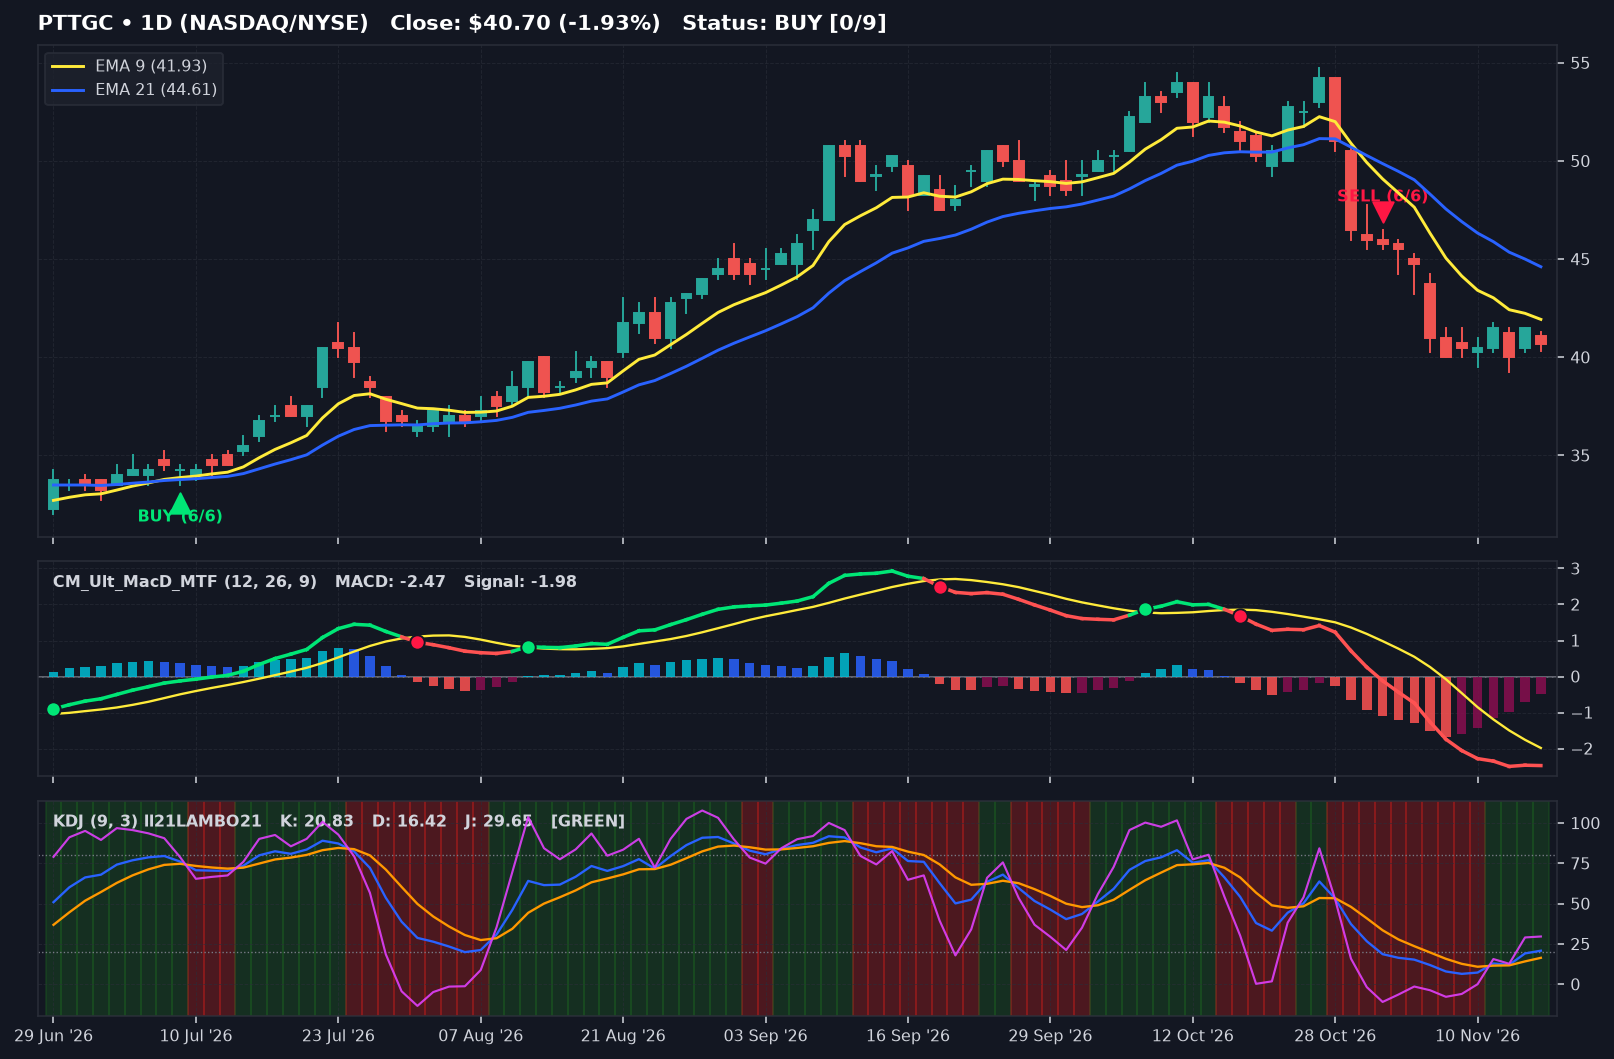 PTTGC • 1D (NASDAQ/NYSE)   Close: $40.70 (-1.93%)   Status: BUY [0/9]
EMA 9 (41.93)
EMA 21 (44.61)
55
50
45
40
35
SELL (6/6)
BUY (6/6)
CM_Ult_MacD_MTF (12, 26, 9)   MACD: -2.47   Signal: -1.98
3
2
1
0
−1
−2
KDJ (9, 3) II21LAMBO21   K: 20.83   D: 16.42   J: 29.65   [GREEN]
100
75
50
25
0
29 Jun '26
10 Jul '26
23 Jul '26
07 Aug '26
21 Aug '26
03 Sep '26
16 Sep '26
29 Sep '26
12 Oct '26
28 Oct '26
10 Nov '26